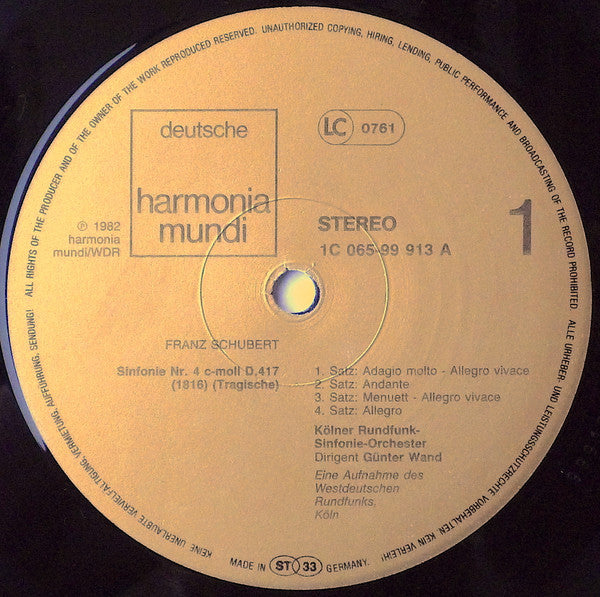 ALL RIGHTS OF THE PRODUCER AND OF THE OWNER OF THE WORK REPRODUCED RESERVED. UNAUTHORIZED COPYING, HIRING, LENDING, PUBLIC PERFORMANCE AND BROADCASTING OF THE RECORD PROHIBITED
deutsche
harmonia
mundi
LC 0761
℗ 1982
harmonia
mundi/WDR
STEREO
1C 065-99 913 A
1
FRANZ SCHUBERT
Sinfonie Nr. 4 c-moll D.417
(1816) (Tragische)
1. Satz: Adagio molto - Allegro vivace
2. Satz: Andante
3. Satz: Menuett - Allegro vivace
4. Satz: Allegro
Kölner Rundfunk-
Sinfonie-Orchester
Dirigent Günter Wand
Eine Aufnahme des
Westdeutschen
Rundfunks,
Köln
MADE IN ST 33 GERMANY.
ALLE URHEBER- UND LEISTUNGSSCHUTZRECHTE VORBEHALTEN KEIN VERLEIH! KEINE UNERLAUBTE VERVIELFÄLTIGUNG, VERMIETUNG, AUFFÜHRUNG, SENDUNG!